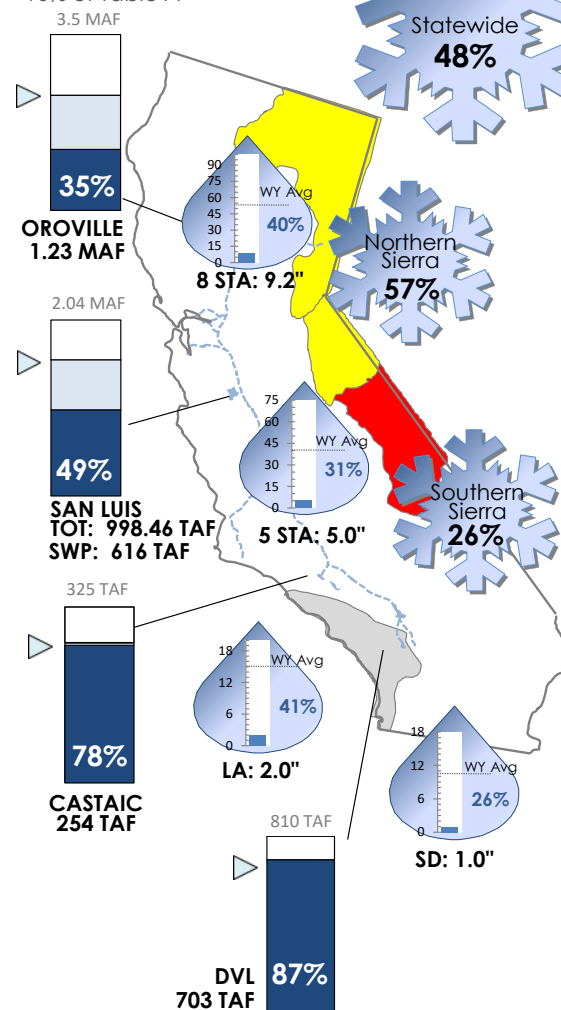 3.5 MAF
35%
OROVILLE
1.23 MAF
Statewide
48%
90
75
60
45
30
15
0
WY Avg
40%
8 STA: 9.2"
Northern
Sierra
57%
2.04 MAF
49%
SAN LUIS
TOT: 998.46 TAF
SWP: 616 TAF
75
60
45
30
15
0
WY Avg
31%
5 STA: 5.0"
Southern
Sierra
26%
325 TAF
78%
CASTAIC
254 TAF
18
12
6
0
WY Avg
41%
LA: 2.0"
18
12
6
0
WY Avg
26%
SD: 1.0"
810 TAF
87%
DVL
703 TAF